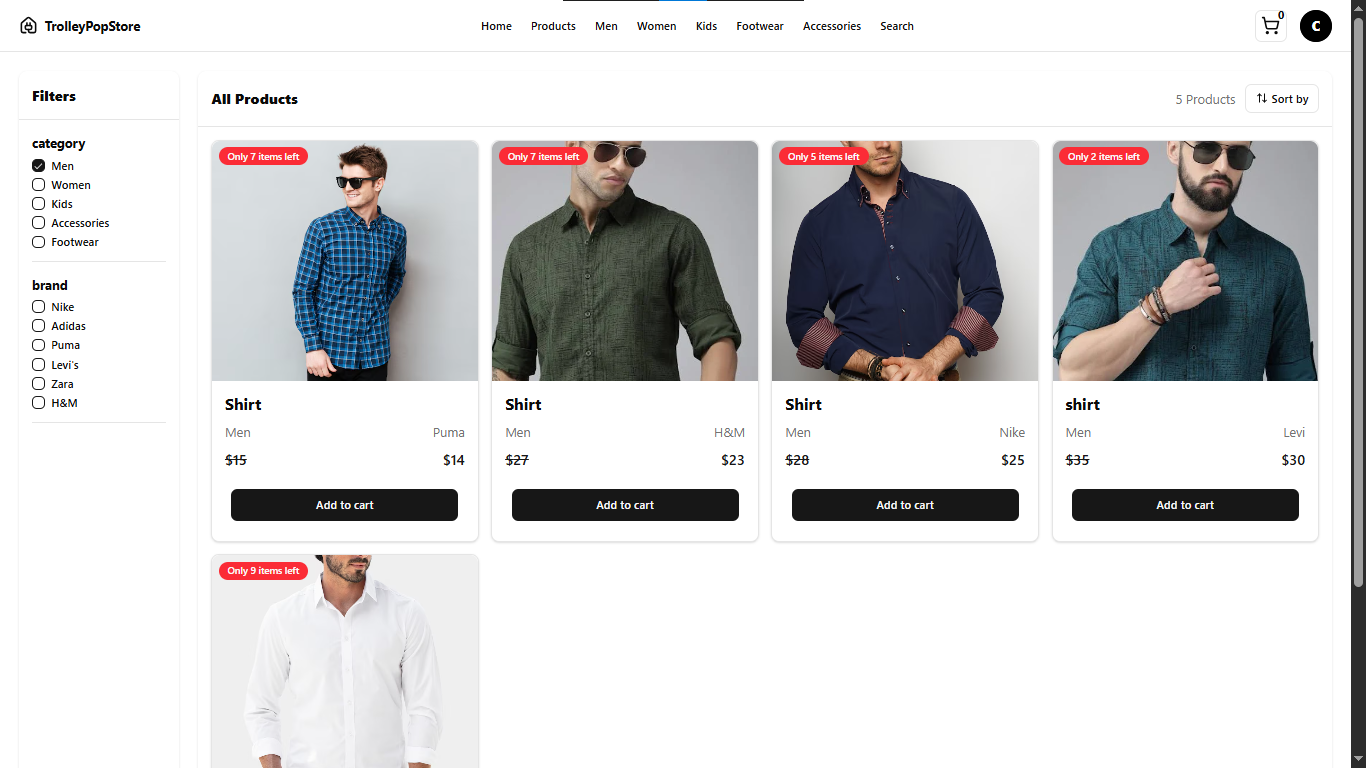 TrolleyPopStore
Home Products Men Women Kids Footwear Accessories Search
0
C
Filters
category
Men
Women
Kids
Accessories
Footwear
brand
Nike
Adidas
Puma
Levi's
Zara
H&M
All Products
5 Products
Sort by
Only 7 items left
Shirt
Men Puma
$15 $14
Add to cart
Only 7 items left
Shirt
Men H&M
$27 $23
Add to cart
Only 5 items left
Shirt
Men Nike
$28 $25
Add to cart
Only 2 items left
shirt
Men Levi
$35 $30
Add to cart
Only 9 items left